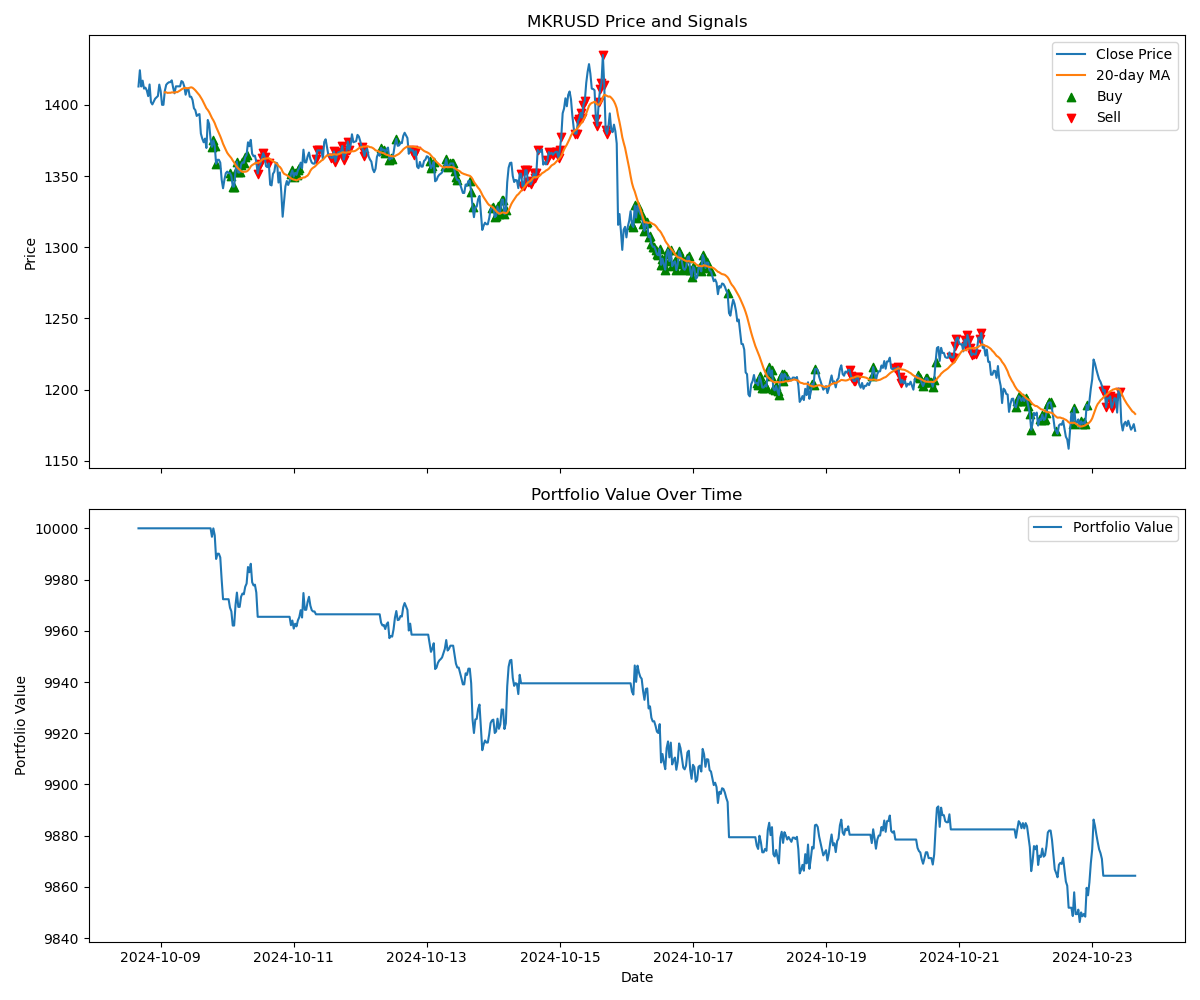 MKRUSD Price and Signals
Close Price
20-day MA
Buy
Sell
Price
1400
1350
1300
1250
1200
1150
Portfolio Value Over Time
Portfolio Value
Portfolio Value
10000
9980
9960
9940
9920
9900
9880
9860
9840
2024-10-09 2024-10-11 2024-10-13 2024-10-15 2024-10-17 2024-10-19 2024-10-21 2024-10-23
Date